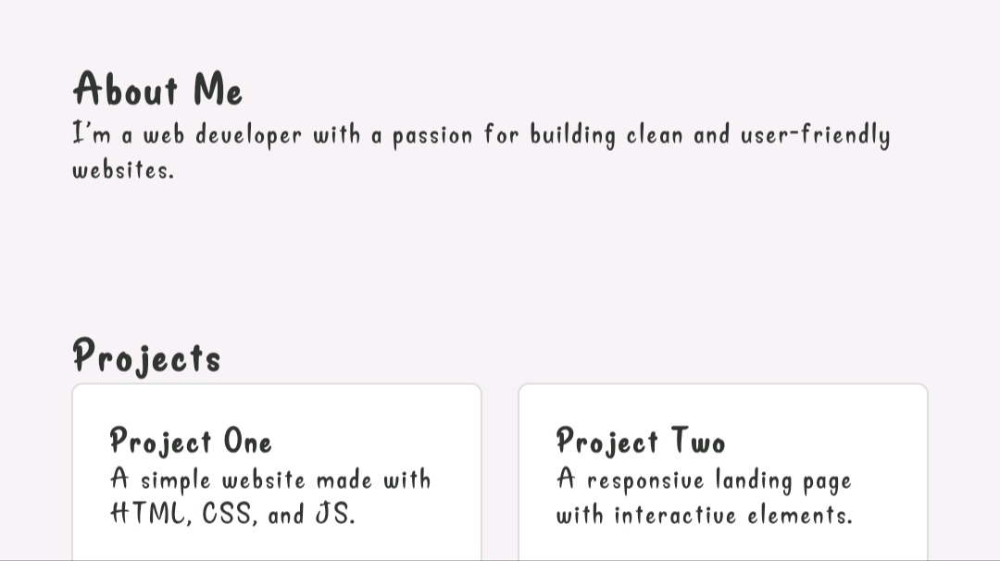 About Me
I'm a web developer with a passion for building clean and user-friendly
websites.
Projects
Project One
A simple website made with
HTML, CSS, and JS.
Project Two
A responsive landing page
with interactive elements.